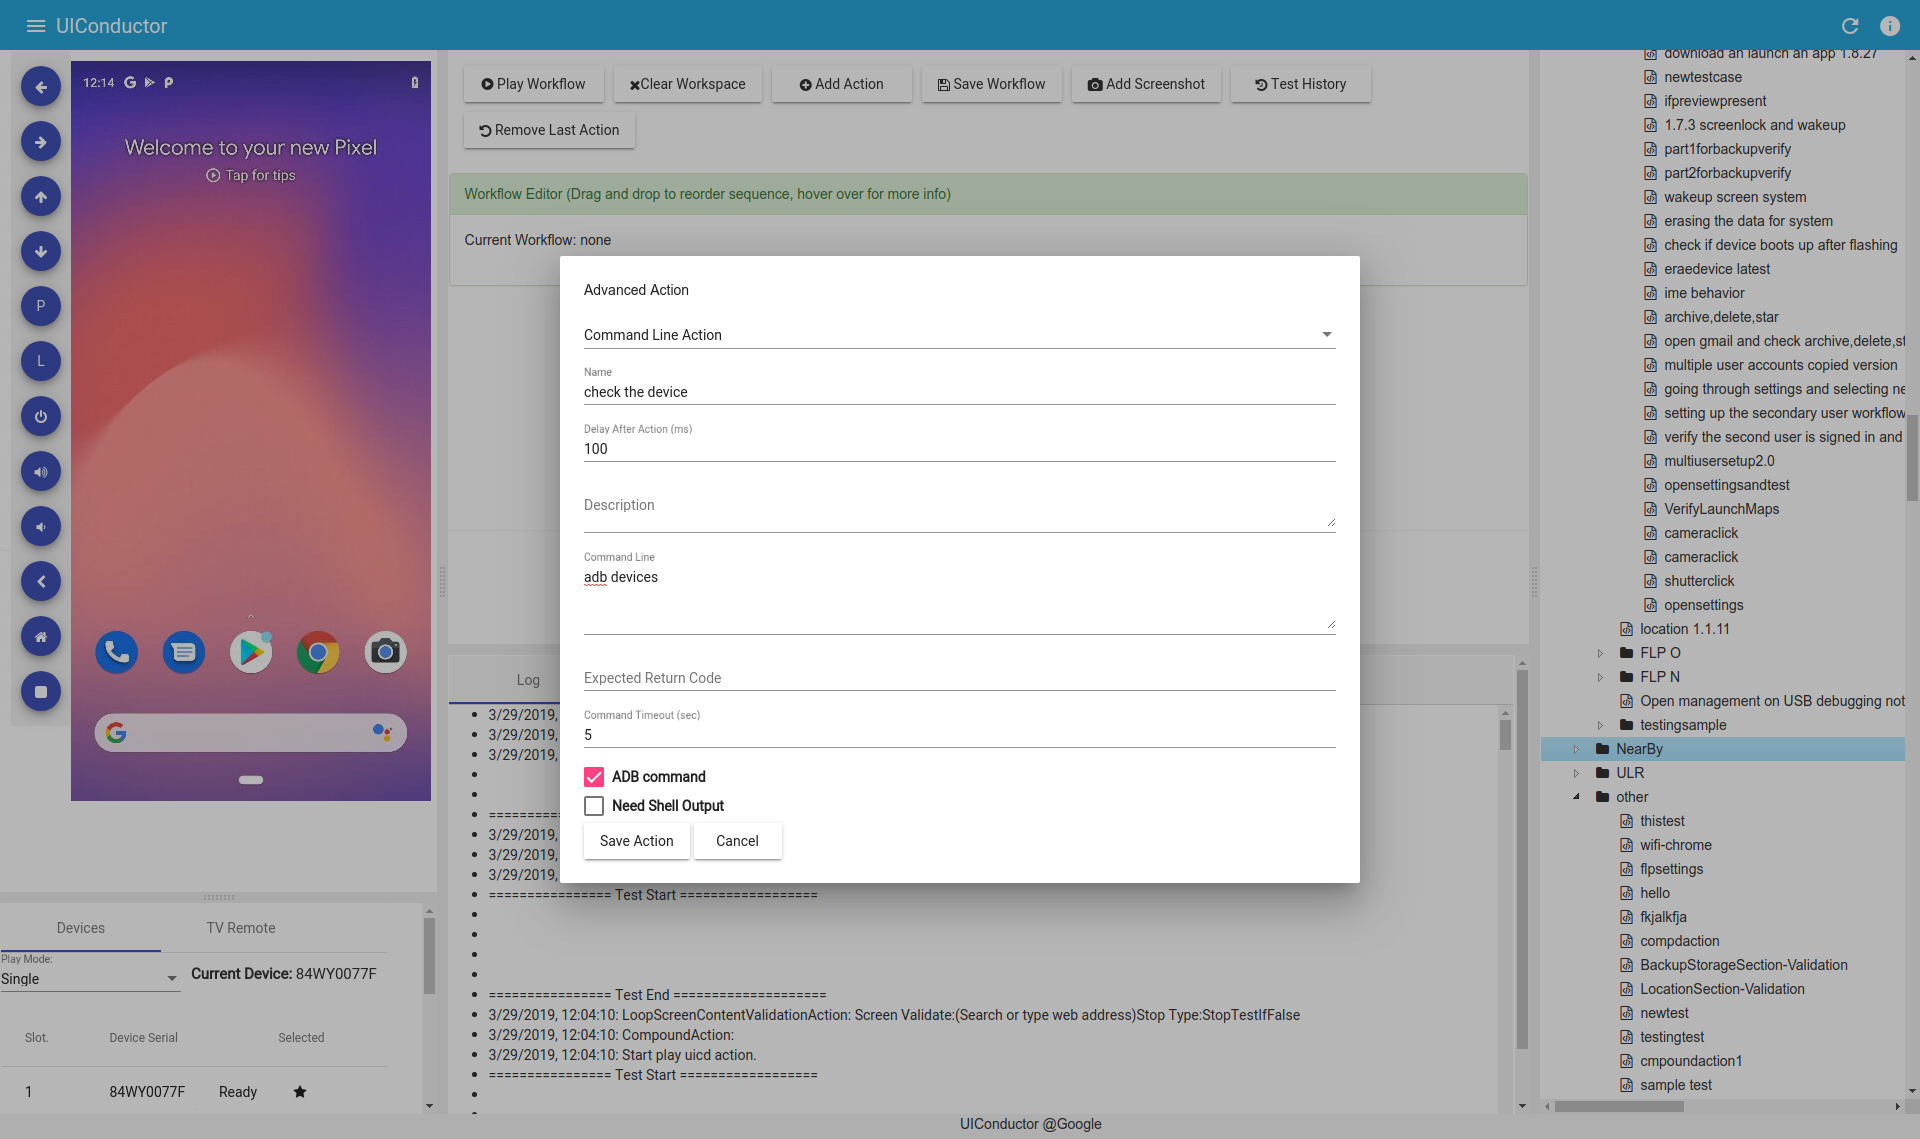 UIConductor
12:14
Welcome to your new Pixel
Tap for tips
P
L
Devices
TV Remote
Play Mode:
Single
Current Device: 84WY0077F
Slot.
Device Serial
Selected
1
84WY0077F
Ready
Play Workflow
Clear Workspace
Add Action
Save Workflow
Add Screenshot
Test History
Remove Last Action
Workflow Editor (Drag and drop to reorder sequence, hover over for more info)
Current Workflow: none
Advanced Action
Command Line Action
Name
check the device
Delay After Action (ms)
100
Description
Command Line
adb devices
Expected Return Code
Command Timeout (sec)
5
ADB command
Need Shell Output
Save Action
Cancel
Log
3/29/2019,
3/29/2019,
3/29/2019,
3/29/2019,
3/29/2019,
3/29/2019,
================ Test Start ==================
================ Test End ====================
3/29/2019, 12:04:10: LoopScreenContentValidationAction: Screen Validate:(Search or type web address)Stop Type:StopTestIfFalse
3/29/2019, 12:04:10: CompoundAction:
3/29/2019, 12:04:10: Start play uicd action.
================ Test Start ==================
download an launch an app 1.8.27
newtestcase
ifpreviewpresent
1.7.3 screenlock and wakeup
part1forbackupverify
part2forbackupverify
wakeup screen system
erasing the data for system
check if device boots up after flashing
eraedevice latest
ime behavior
archive,delete,star
open gmail and check archive,delete,st
multiple user accounts copied version
going through settings and selecting ne
setting up the secondary user workflow
verify the second user is signed in and
multiusersetup2.0
opensettingsandtest
VerifyLaunchMaps
cameraclick
cameraclick
shutterclick
opensettings
location 1.1.11
FLP O
FLP N
Open management on USB debugging not
testingsample
NearBy
ULR
other
thistest
wifi-chrome
flpsettings
hello
fkjalkfja
compdaction
BackupStorageSection-Validation
LocationSection-Validation
newtest
testingtest
cmpoundaction1
sample test
UIConductor @Google